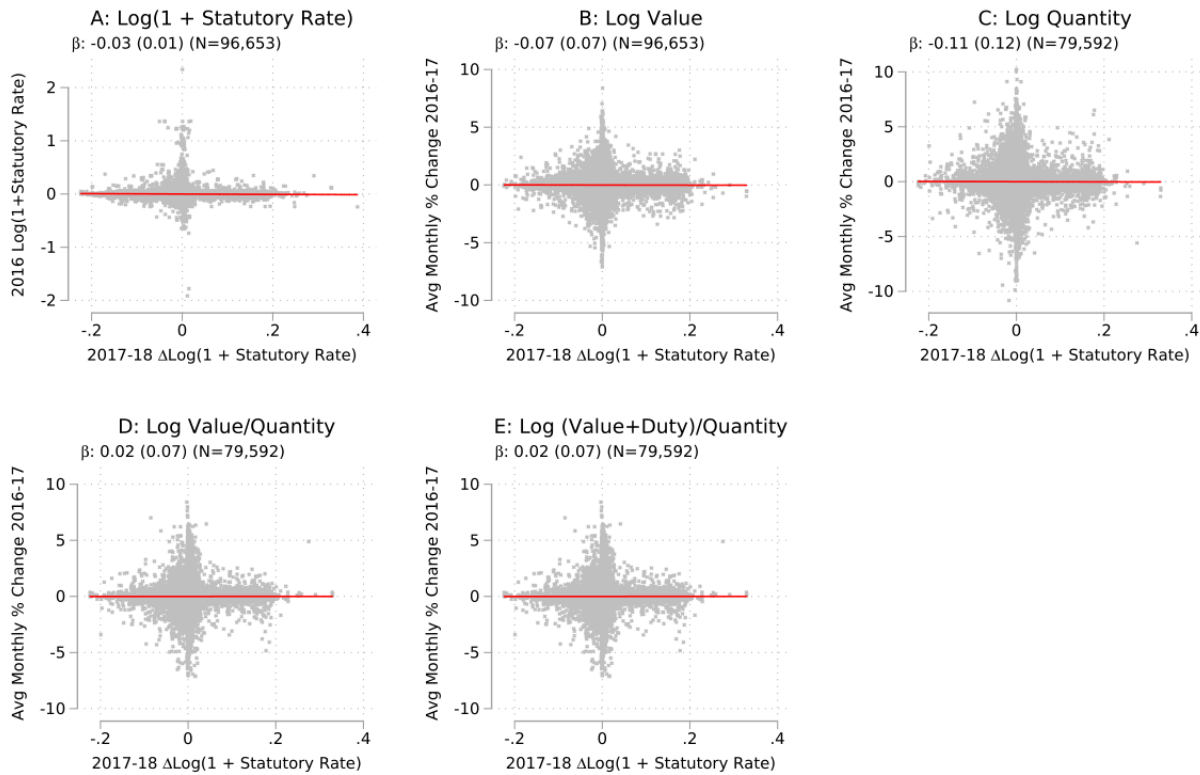 A: Log(1 + Statutory Rate)
β: -0.03 (0.01) (N=96,653)
2016 Log(1+Statutory Rate)
2
1
0
-1
-2
-.2 0 .2 .4
2017-18 ΔLog(1 + Statutory Rate)
B: Log Value
β: -0.07 (0.07) (N=96,653)
Avg Monthly % Change 2016-17
10
5
0
-5
-10
-.2 0 .2 .4
2017-18 ΔLog(1 + Statutory Rate)
C: Log Quantity
β: -0.11 (0.12) (N=79,592)
Avg Monthly % Change 2016-17
10
5
0
-5
-10
-.2 0 .2 .4
2017-18 ΔLog(1 + Statutory Rate)
D: Log Value/Quantity
β: 0.02 (0.07) (N=79,592)
Avg Monthly % Change 2016-17
10
5
0
-5
-10
-.2 0 .2 .4
2017-18 ΔLog(1 + Statutory Rate)
E: Log (Value+Duty)/Quantity
β: 0.02 (0.07) (N=79,592)
Avg Monthly % Change 2016-17
10
5
0
-5
-10
-.2 0 .2 .4
2017-18 ΔLog(1 + Statutory Rate)